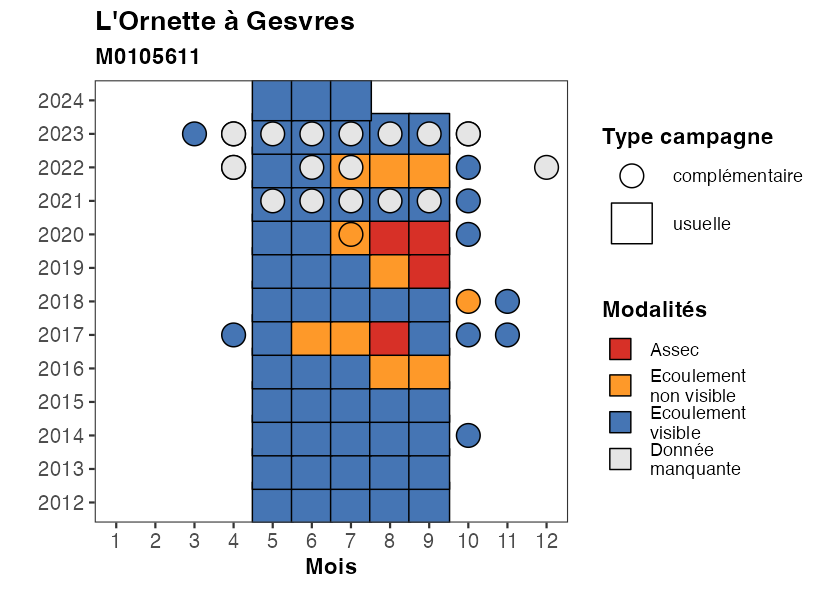 L'Ornette à Gesvres
M0105611
2024
2023
2022
2021
2020
2019
2018
2017
2016
2015
2014
2013
2012
1 2 3 4 5 6 7 8 9 10 11 12
Mois
Type campagne
complémentaire
usuelle
Modalités
Assec
Ecoulement
non visible
Ecoulement
visible
Donnée
manquante